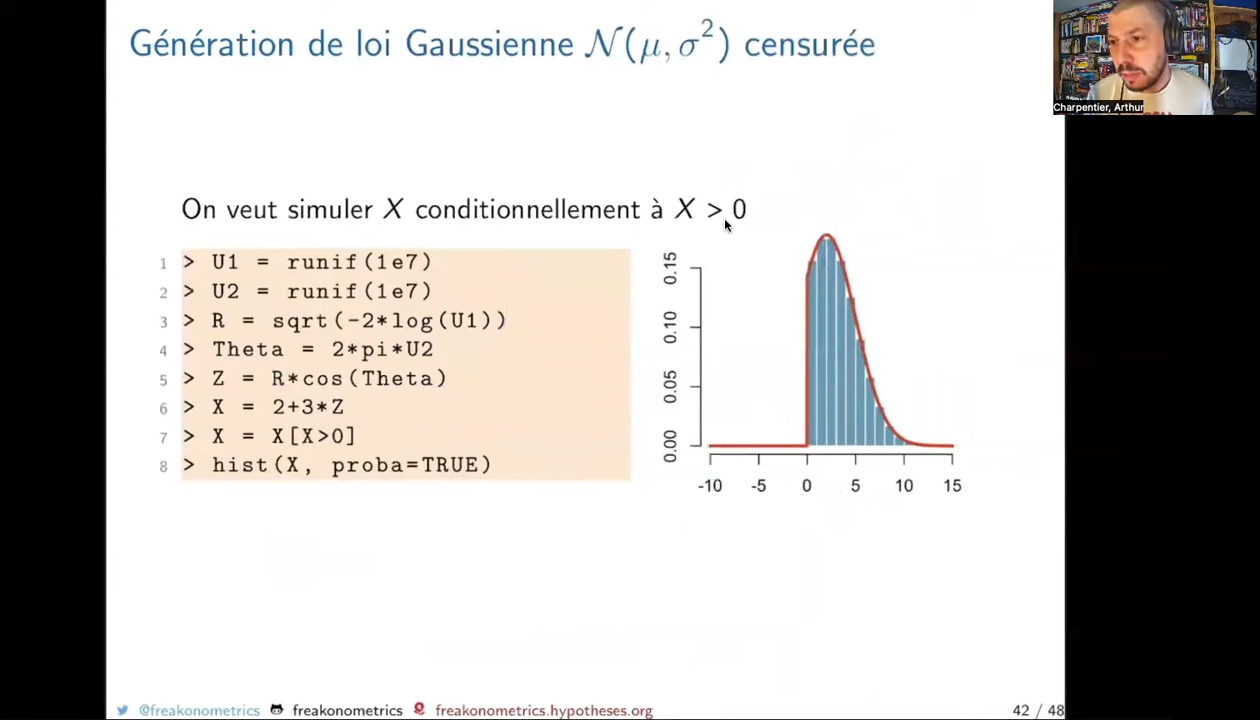 Génération de loi Gaussienne N(μ, σ²) censurée
Charpentier, Arthur
On veut simuler X conditionnellement à X > 0
1 > U1 = runif(1e7)
2 > U2 = runif(1e7)
3 > R = sqrt(-2*log(U1))
4 > Theta = 2*pi*U2
5 > Z = R*cos(Theta)
6 > X = 2+3*Z
7 > X = X[X>0]
8 > hist(X, proba=TRUE)
0.15
0.10
0.05
0.00
-10 -5 0 5 10 15
@freakonometrics freakonometrics freakonometrics.hypotheses.org 42 / 48